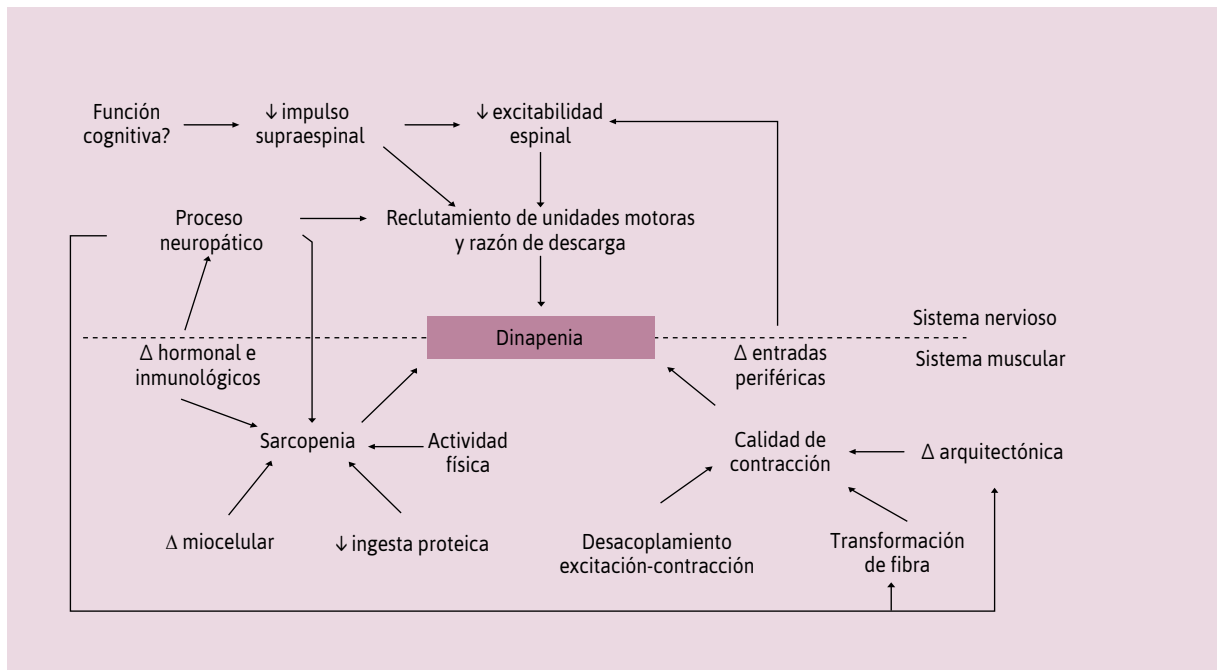 Función
cognitiva?
↓ impulso
supraespinal
↓ excitabilidad
espinal
Proceso
neuropático
Reclutamiento de unidades motoras
y razón de descarga
Dinapenia
Sistema nervioso
Sistema muscular
Δ hormonal e
inmunológicos
Δ entradas
periféricas
Sarcopenia
Actividad
física
Calidad de
contracción
Δ arquitectónica
Δ miocelular
↓ ingesta proteica
Desacoplamiento
excitación-contracción
Transformación
de fibra